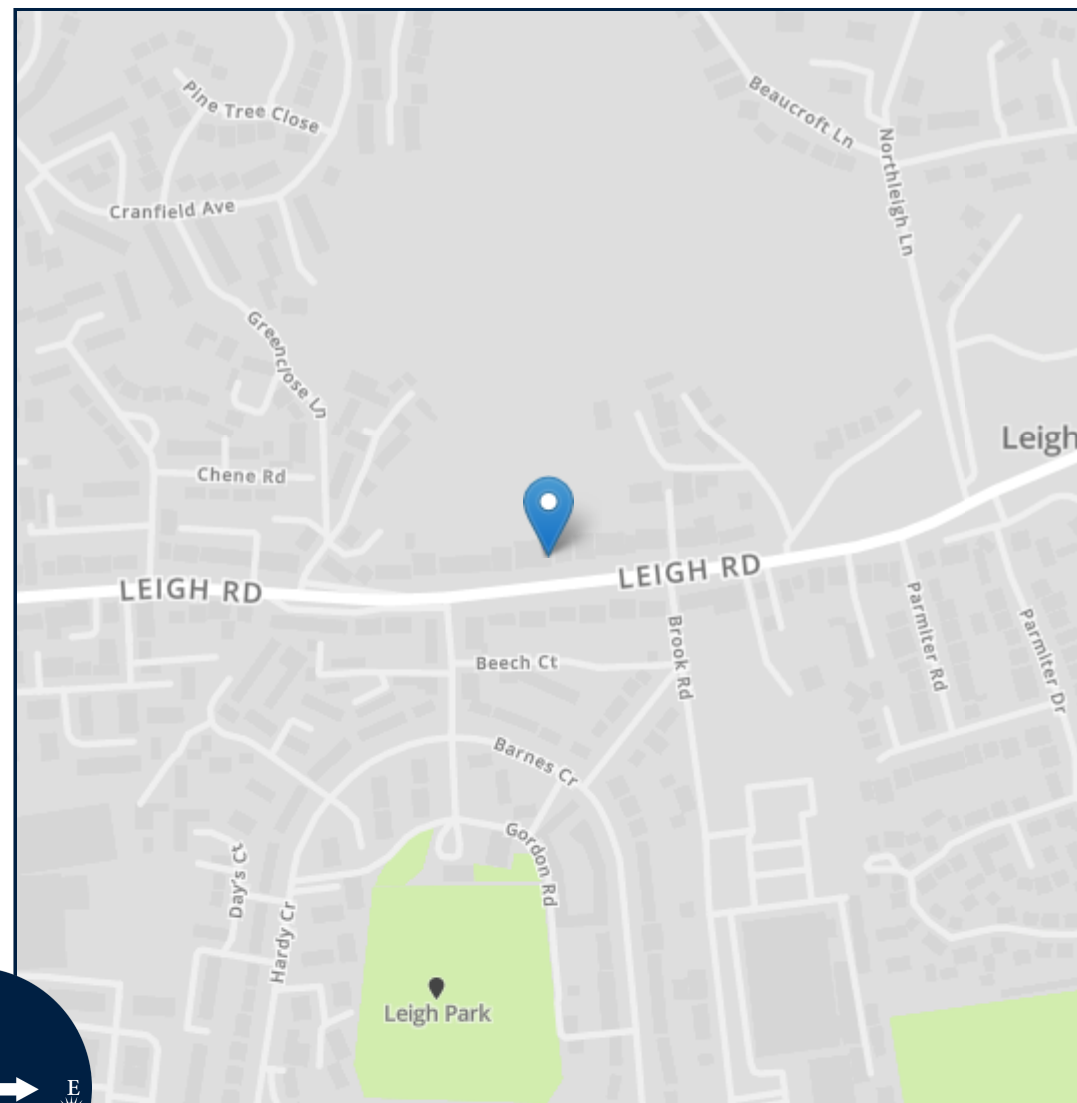 Pine Tree Close
Beaucroft Ln
Northleigh Ln
Cranfield Ave
Greenclose Ln
Leigh
Chene Rd
LEIGH RD
LEIGH RD
Parmiter Rd
Parmiter Dr
Brook Rd
Beech Ct
Barnes Cr
Gordon Rd
Day's Ct
Hardy Cr
Leigh Park
E